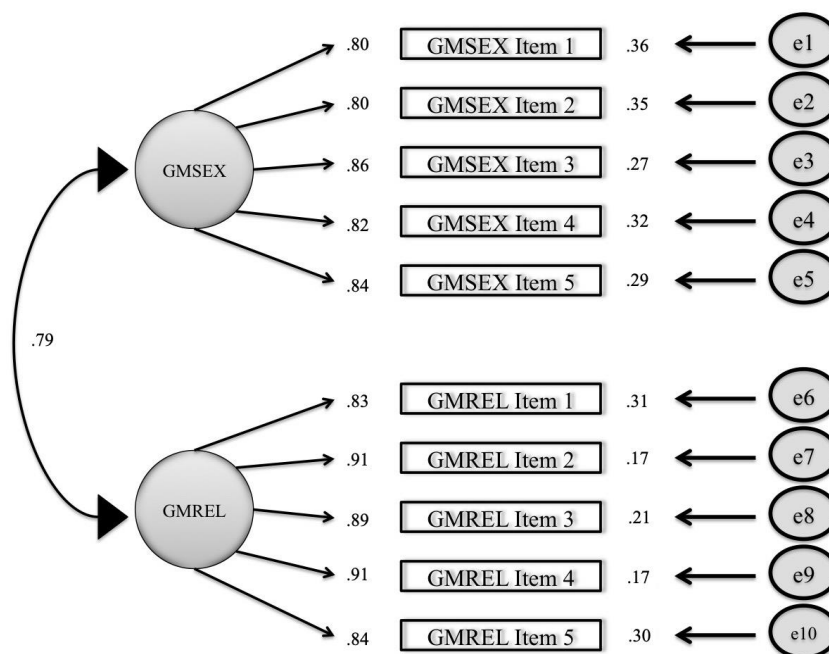 .80 GMSEX Item 1 .36 e1
.80 GMSEX Item 2 .35 e2
GMSEX .86 GMSEX Item 3 .27 e3
.82 GMSEX Item 4 .32 e4
.84 GMSEX Item 5 .29 e5
.79
.83 GMREL Item 1 .31 e6
.91 GMREL Item 2 .17 e7
GMREL .89 GMREL Item 3 .21 e8
.91 GMREL Item 4 .17 e9
.84 GMREL Item 5 .30 e10